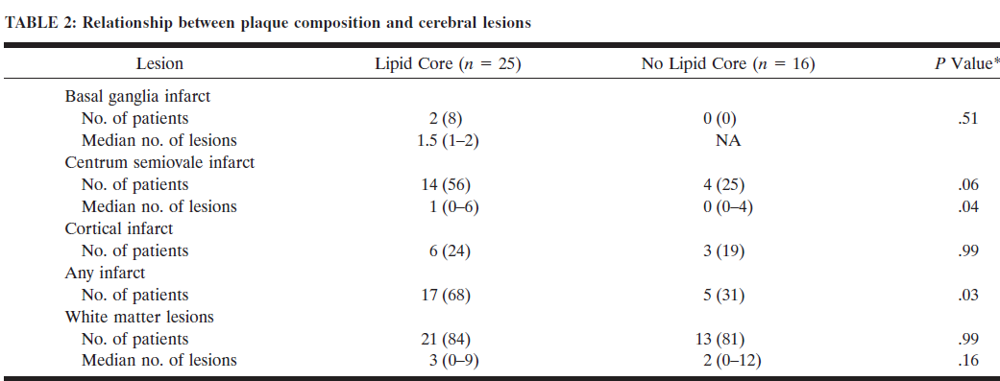 TABLE 2: Relationship between plaque composition and cerebral lesions
Lesion Lipid Core (n = 25) No Lipid Core (n = 16) P Value*
Basal ganglia infarct
No. of patients 2 (8) 0 (0) .51
Median no. of lesions 1.5 (1–2) NA
Centrum semiovale infarct
No. of patients 14 (56) 4 (25) .06
Median no. of lesions 1 (0–6) 0 (0–4) .04
Cortical infarct
No. of patients 6 (24) 3 (19) .99
Any infarct
No. of patients 17 (68) 5 (31) .03
White matter lesions
No. of patients 21 (84) 13 (81) .99
Median no. of lesions 3 (0–9) 2 (0–12) .16